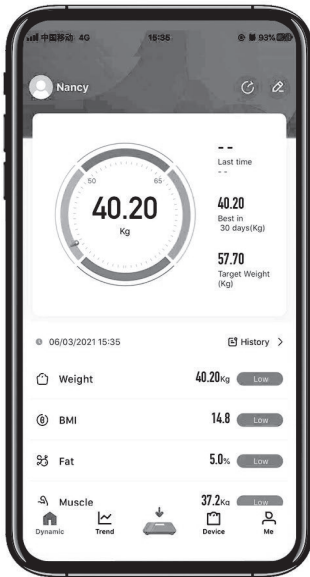 中国移动 4G 15:35 93%
Nancy
50 65
40.20
Kg
--
Last time
--
40.20
Best in
30 days(Kg)
57.70
Target Weight
(Kg)
06/03/2021 15:35 History >
Weight 40.20Kg Low
BMI 14.8 Low
Fat 5.0% Low
Muscle 37.2Kg Low
Dynamic Trend Device Me